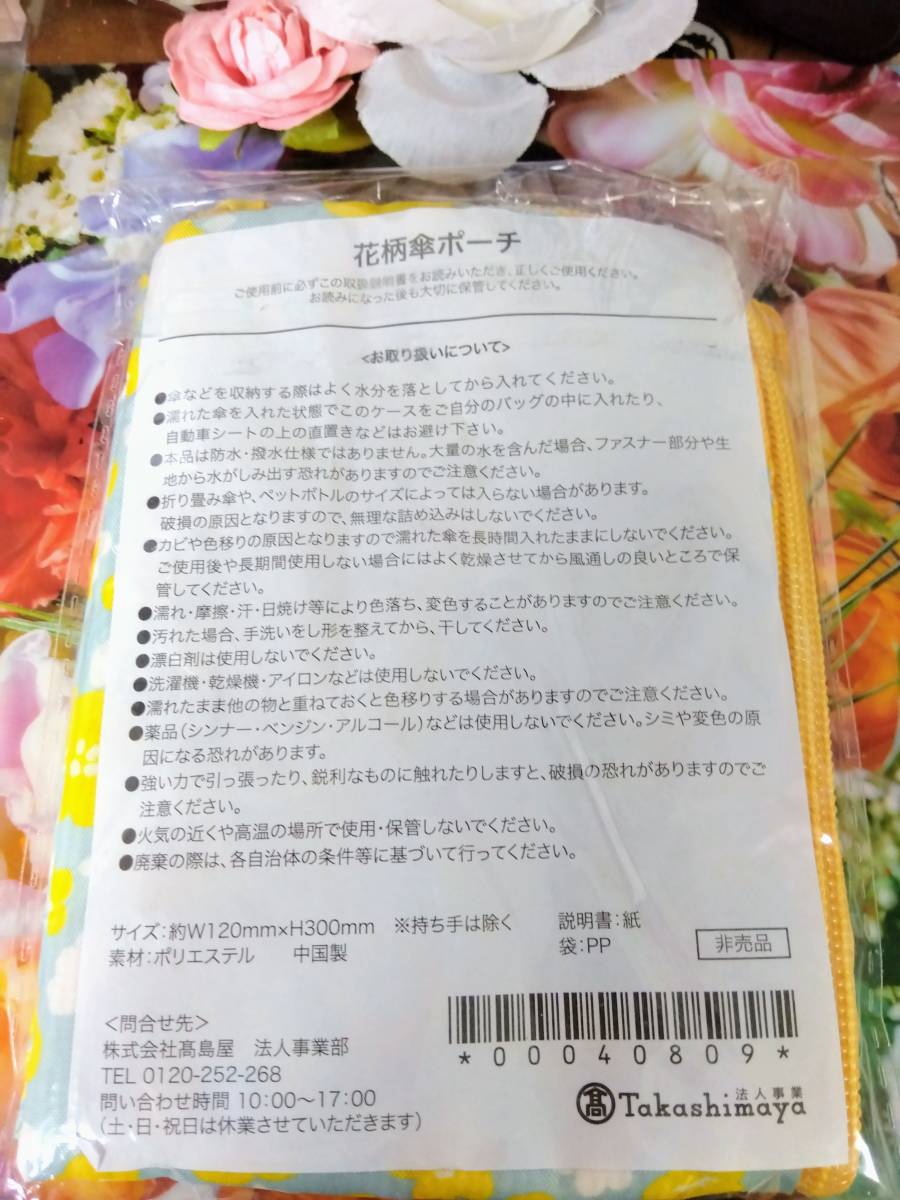 花柄傘ポーチ
ご使用前に必ずこの取扱説明書をお読みいただき、正しくご使用ください。
お読みになった後も大切に保管してください。
<お取り扱いについて>
●傘などを収納する際はよく水分を落としてから入れてください。
●濡れた傘を入れた状態でこのケースをご自分のバッグの中に入れたり、
自動車シートの上の直置きなどはお避け下さい。
●本品は防水・撥水仕様ではありません。大量の水を含んだ場合、ファスナー部分や生
地から水がしみ出す恐れがありますのでご注意ください。
●折り畳み傘や、ペットボトルのサイズによっては入らない場合があります。
破損の原因となりますので、無理な詰め込みはしないでください。
●カビや色移りの原因となりますので濡れた傘を長時間入れたままにしないでください。
ご使用後や長期間使用しない場合にはよく乾燥させてから風通しの良いところで保
管してください。
●濡れ・摩擦・汗・日焼け等により色落ち、変色することがありますのでご注意ください。
●汚れた場合、手洗いをし形を整えてから、干してください。
●漂白剤は使用しないでください。
●洗濯機・乾燥機・アイロンなどは使用しないでください。
●濡れたまま他の物と重ねておくと色移りする場合がありますのでご注意ください。
●薬品(シンナー・ベンジン・アルコール)などは使用しないでください。シミや変色の原
因になる恐れがあります。
●強い力で引っ張ったり、鋭利なものに触れたりしますと、破損の恐れがありますのでご
注意ください。
●火気の近くや高温の場所で使用・保管しないでください。
●廃棄の際は、各自治体の条件等に基づいて行ってください。
サイズ:約W120mm×H300mm ※持ち手は除く 説明書:紙
素材:ポリエステル 中国製 袋:PP 非売品
<問合せ先>
株式会社髙島屋 法人事業部
TEL 0120-252-268
問い合わせ時間 10:00〜17:00
(土・日・祝日は休業させていただきます)
*00040809*
法人事業
髙 Takashimaya